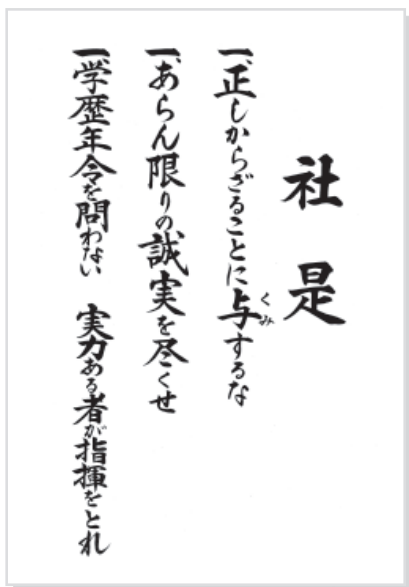 社是
一、正しからざることに与するな
くみ
一、あらん限りの誠実を尽くせ
一、学歴年令を問わない 実力ある者が指揮をとれ